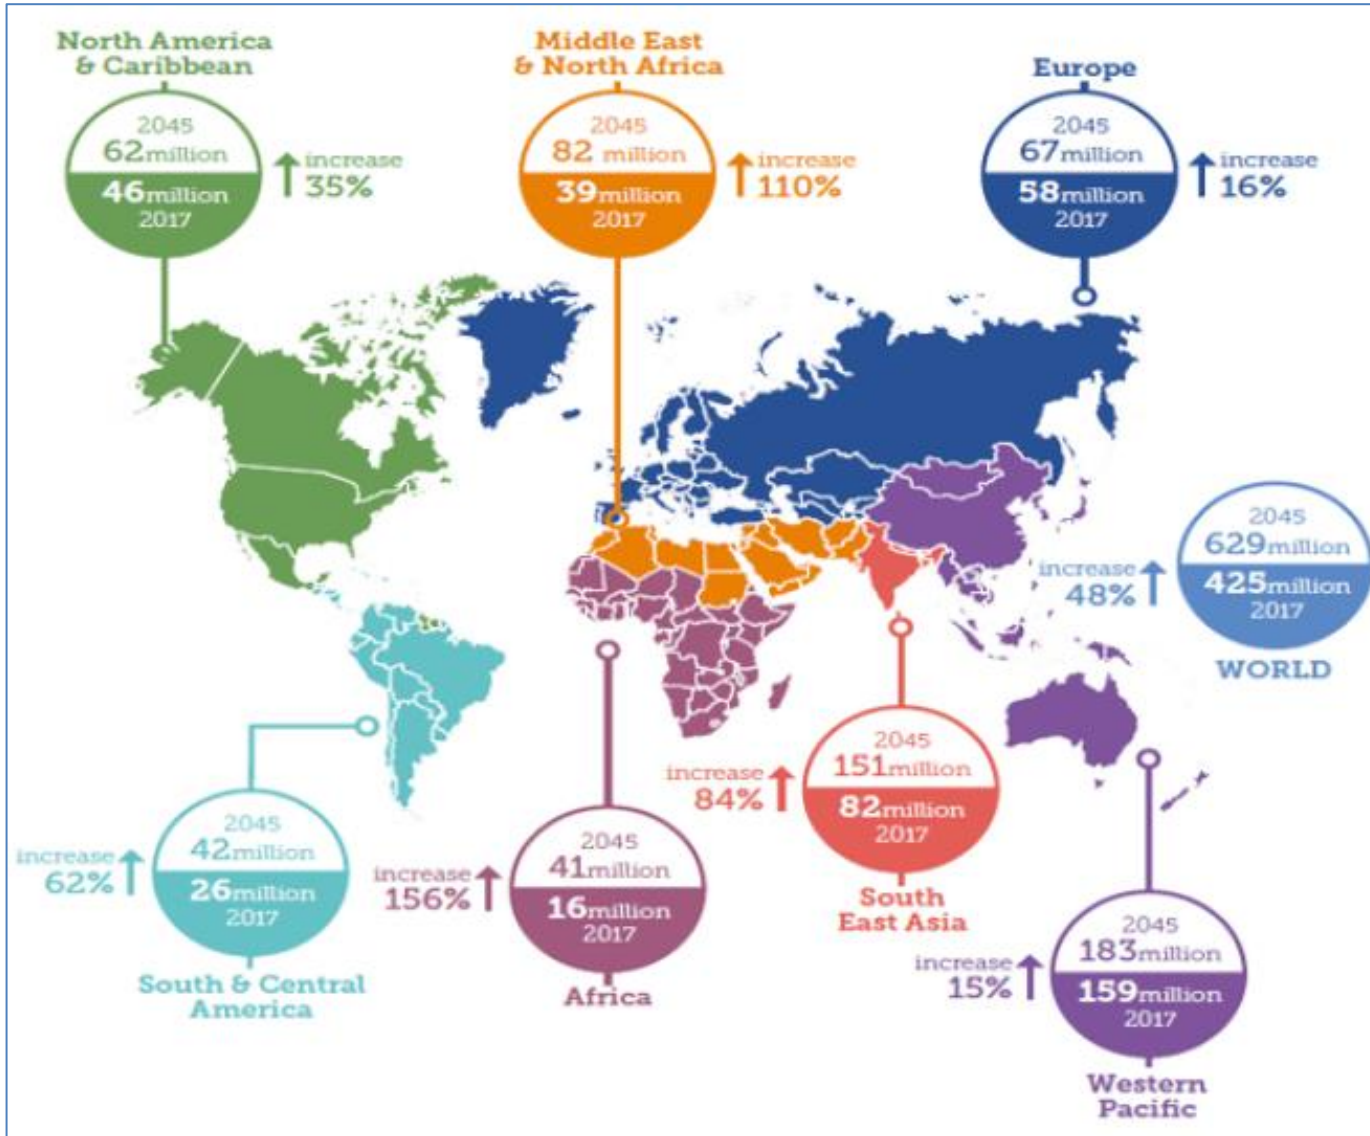 North America
& Caribbean
2045
62million
46million
2017
increase
35%
Middle East
& North Africa
2045
82 million
39million
2017
increase
110%
Europe
2045
67million
58million
2017
increase
16%
2045
629million
425million
2017
increase
48%
WORLD
2045
42million
26million
2017
increase
62%
South & Central
America
2045
41million
16million
2017
increase
156%
Africa
2045
151million
82million
2017
increase
84%
South
East Asia
2045
183million
159million
2017
increase
15%
Western
Pacific